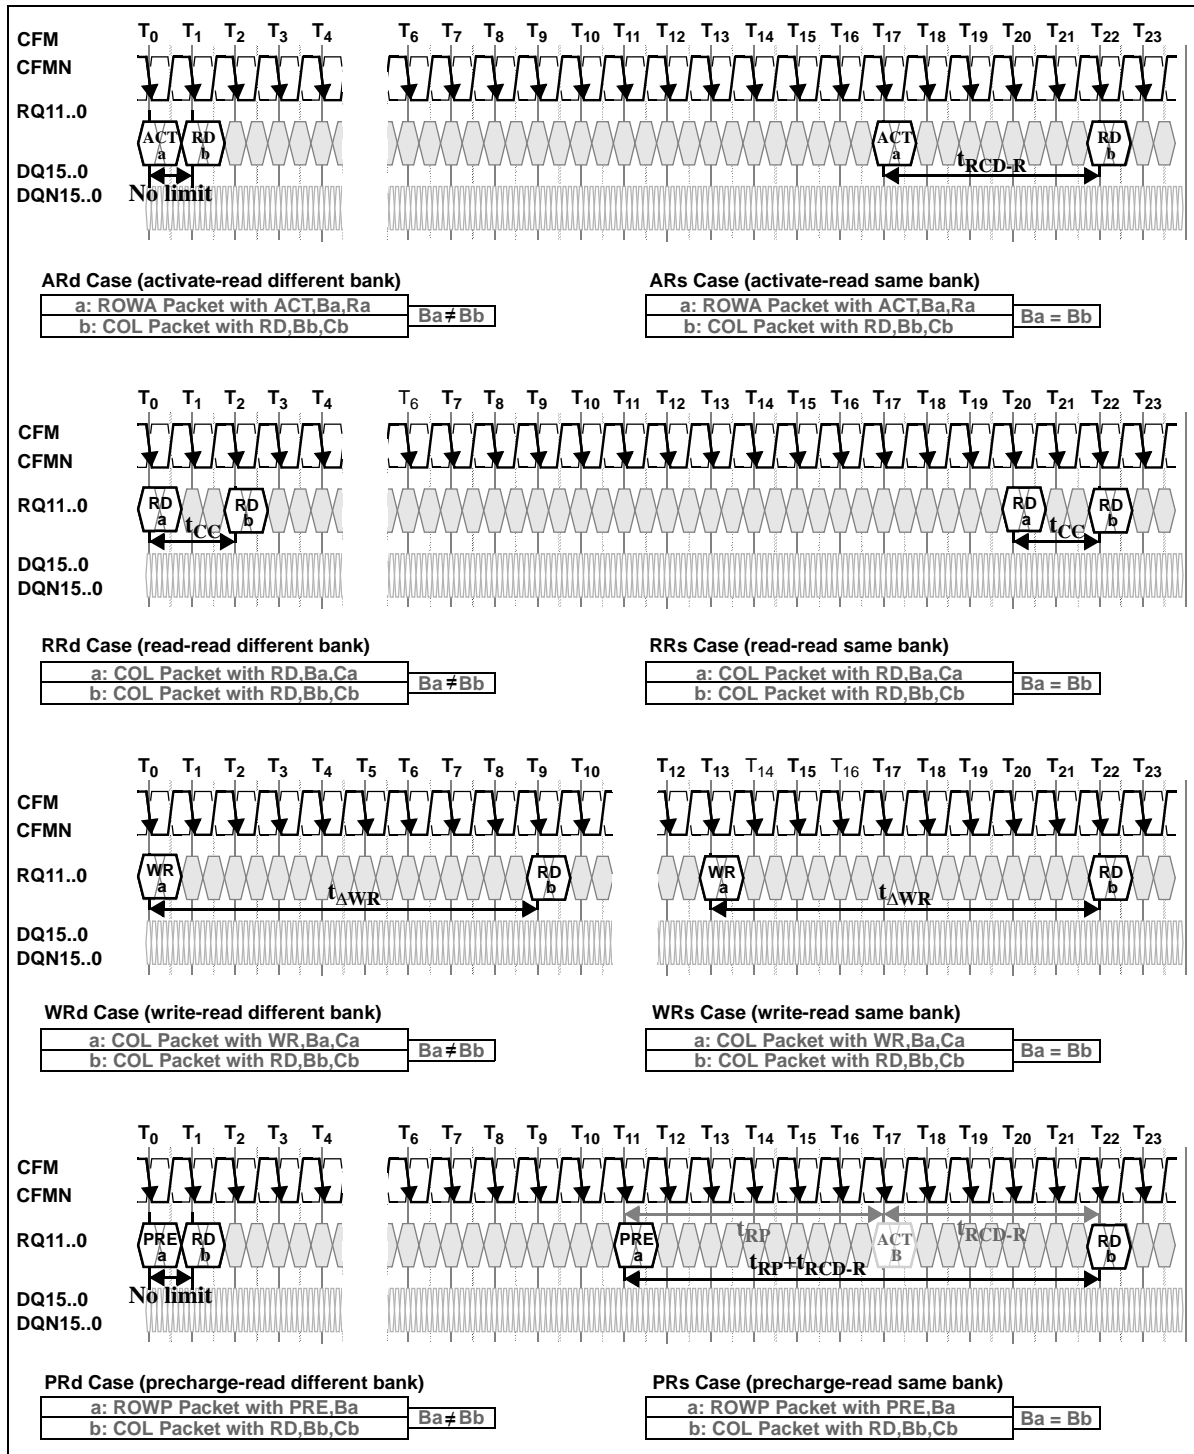 T0 T1 T2 T3 T4 T6 T7 T8 T9 T10 T11 T12 T13 T14 T15 T16 T17 T18 T19 T20 T21 T22 T23
CFM
CFMN
RQ11..0
ACT a RD b ACT a tRCD-R RD b
DQ15..0
No limit
DQN15..0
ARd Case (activate-read different bank) ARs Case (activate-read same bank)
a: ROWA Packet with ACT,Ba,Ra a: ROWA Packet with ACT,Ba,Ra
Ba ≠ Bb Ba = Bb
b: COL Packet with RD,Bb,Cb b: COL Packet with RD,Bb,Cb
T0 T1 T2 T3 T4 T6 T7 T8 T9 T10 T11 T12 T13 T14 T15 T16 T17 T18 T19 T20 T21 T22 T23
CFM
CFMN
RQ11..0 RD a tCC RD b RD a tCC RD b
DQ15..0
DQN15..0
RRd Case (read-read different bank) RRs Case (read-read same bank)
a: COL Packet with RD,Ba,Ca a: COL Packet with RD,Ba,Ca
Ba ≠ Bb Ba = Bb
b: COL Packet with RD,Bb,Cb b: COL Packet with RD,Bb,Cb
T0 T1 T2 T3 T4 T5 T6 T7 T8 T9 T10 T12 T13 T14 T15 T16 T17 T18 T19 T20 T21 T22 T23
CFM
CFMN
RQ11..0 WR a tΔWR RD b WR a tΔWR RD b
DQ15..0
DQN15..0
WRd Case (write-read different bank) WRs Case (write-read same bank)
a: COL Packet with WR,Ba,Ca a: COL Packet with WR,Ba,Ca
Ba ≠ Bb Ba = Bb
b: COL Packet with RD,Bb,Cb b: COL Packet with RD,Bb,Cb
T0 T1 T2 T3 T4 T6 T7 T8 T9 T10 T11 T12 T13 T14 T15 T16 T17 T18 T19 T20 T21 T22 T23
CFM
CFMN
RQ11..0 PRE a RD b PRE a tRP ACT B tRCD-R RD b
tRP+tRCD-R
No limit
DQ15..0
DQN15..0
PRd Case (precharge-read different bank) PRs Case (precharge-read same bank)
a: ROWP Packet with PRE,Ba a: ROWP Packet with PRE,Ba
Ba ≠ Bb Ba = Bb
b: COL Packet with RD,Bb,Cb b: COL Packet with RD,Bb,Cb